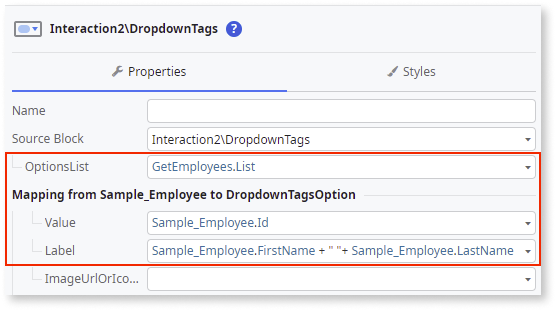 Interaction2\DropdownTags ?
Properties Styles
Name
Source Block Interaction2\DropdownTags
OptionsList GetEmployees.List
Mapping from Sample_Employee to DropdownTagsOption
Value Sample_Employee.Id
Label Sample_Employee.FirstName + " "+ Sample_Employee.LastName
ImageUrlOrIco...